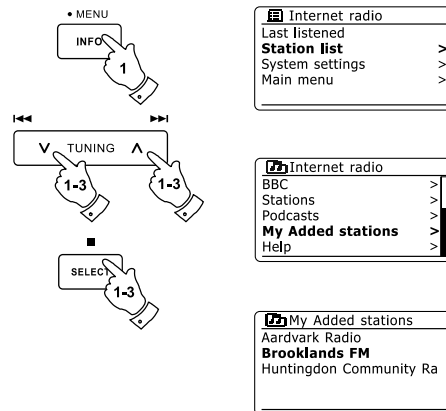 • MENU
INFO
1
TUNING
1-3
1-3
SELECT
1-3
Internet radio
Last listened
Station list >
System settings >
Main menu >
Internet radio
BBC >
Stations >
Podcasts >
My Added stations >
Help >
My Added stations
Aardvark Radio
Brooklands FM
Huntingdon Community Ra